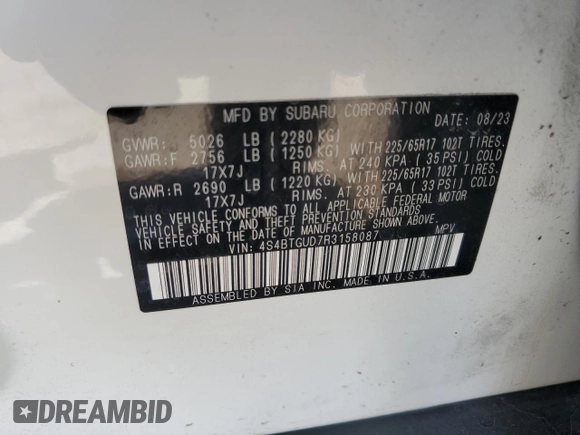 MFD BY SUBARU CORPORATION DATE: 08/23
GVWR: 5026 LB (2280 KG)
GAWR:F 2756 LB (1250 KG) WITH 225/65R17 102T TIRES.
17X7J RIMS. AT 240 KPA (35 PSI) COLD
GAWR:R 2690 LB (1220 KG) WITH 225/65R17 102T TIRES.
17X7J RIMS. AT 230 KPA (33 PSI) COLD
THIS VEHICLE CONFORMS TO ALL APPLICABLE FEDERAL MOTOR
VEHICLE SAFETY AND THEFT PREVENTION STANDARDS IN
EFFECT ON THE DATE OF MANUFACTURE SHOWN ABOVE.
VIN: 4S4BTGUD7R3158087 MPV
ASSEMBLED BY SIA INC. MADE IN U.S.A.
DREAMBID